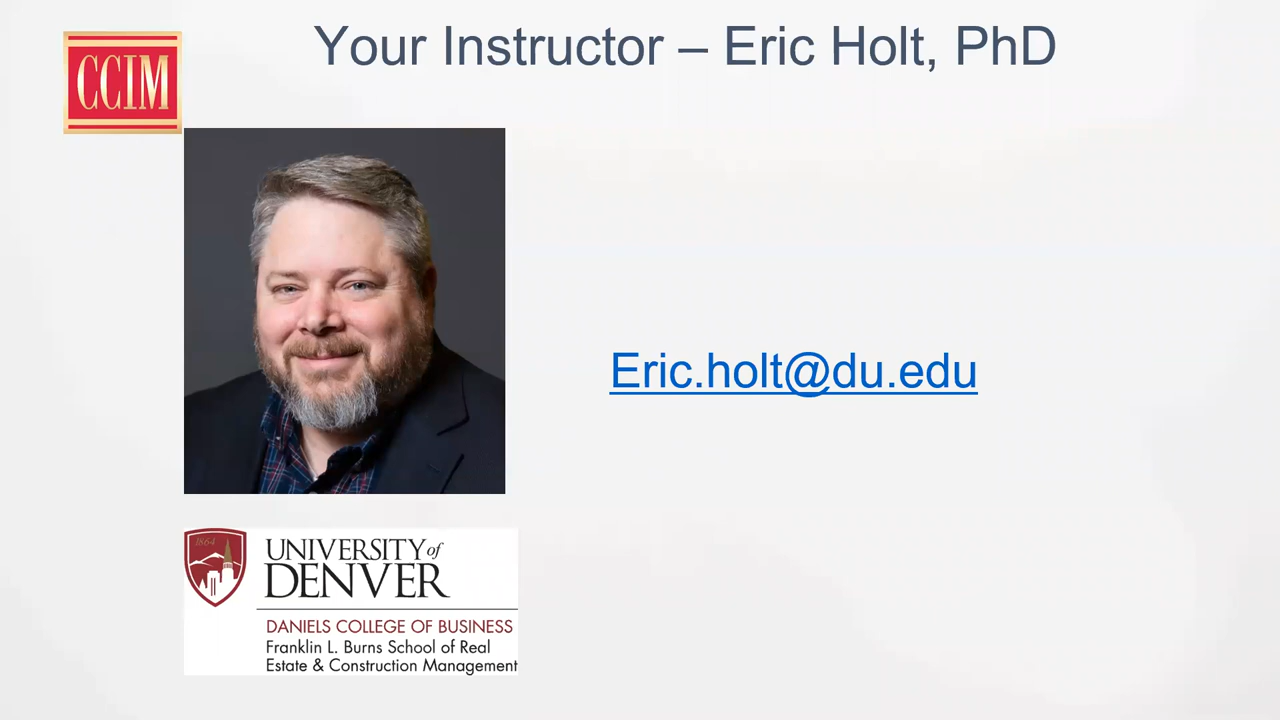 Your Instructor – Eric Holt, PhD
CCIM
Eric.holt@du.edu
1864
UNIVERSITY of
DENVER
DANIELS COLLEGE OF BUSINESS
Franklin L. Burns School of Real
Estate & Construction Management